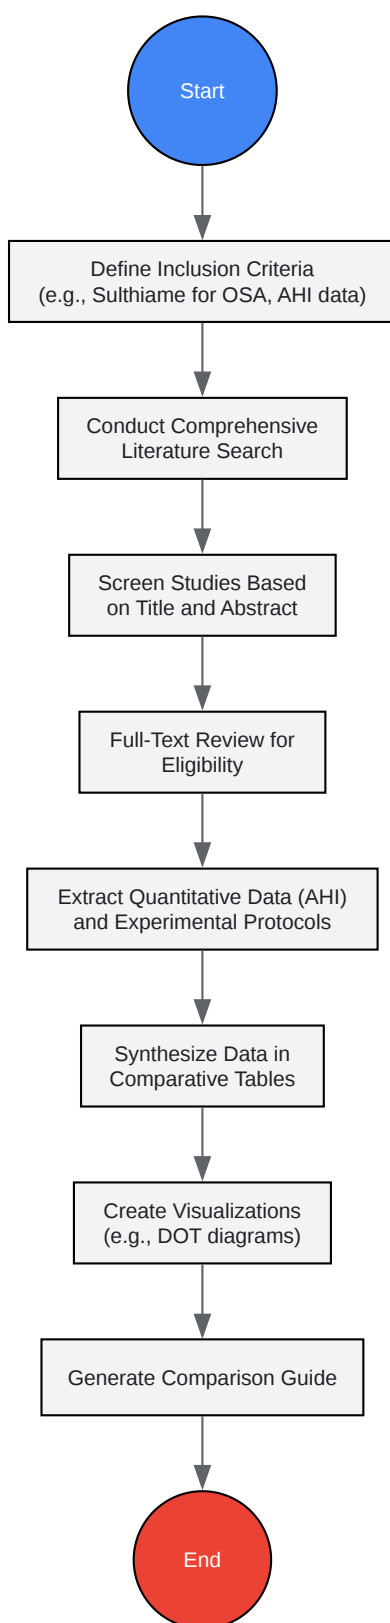 Start
Define Inclusion Criteria
(e.g., Sulthiame for OSA, AHI data)
Conduct Comprehensive
Literature Search
Screen Studies Based
on Title and Abstract
Full-Text Review for
Eligibility
Extract Quantitative Data (AHI)
and Experimental Protocols
Synthesize Data in
Comparative Tables
Create Visualizations
(e.g., DOT diagrams)
Generate Comparison Guide
End